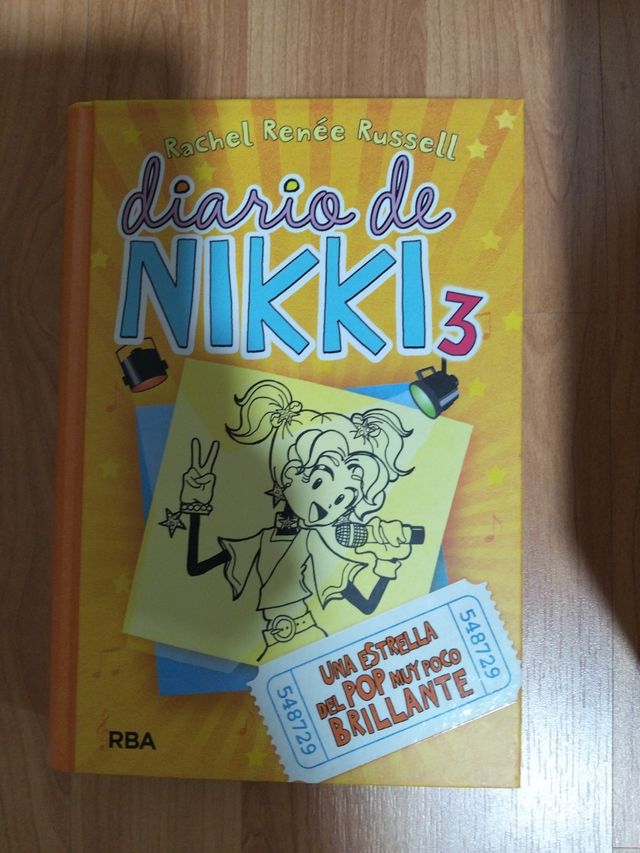 Rachel Renée Russell
diario de
NIKKI 3
UNA ESTRELLA
DEL POP MUY POCO
BRILLANTE
548729
548729
RBA